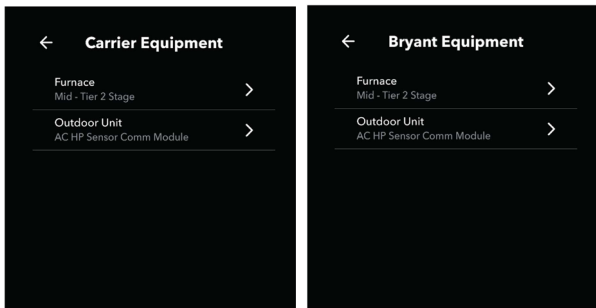 Carrier Equipment
Furnace
Mid - Tier 2 Stage
Outdoor Unit
AC HP Sensor Comm Module
Bryant Equipment
Furnace
Mid - Tier 2 Stage
Outdoor Unit
AC HP Sensor Comm Module